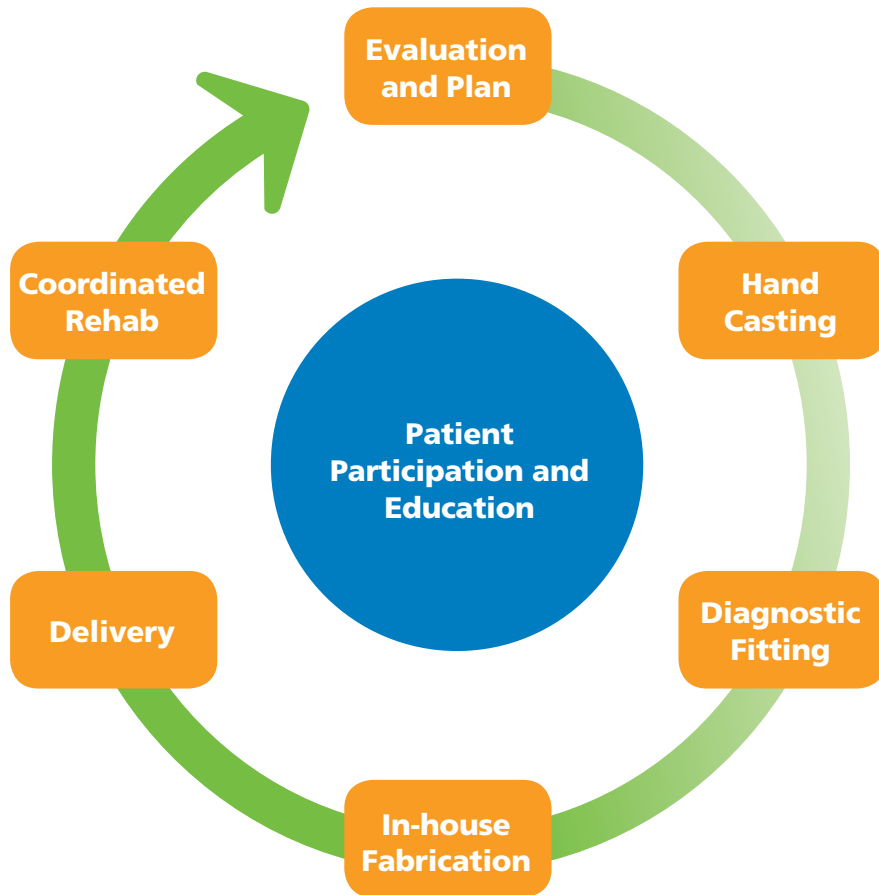 Evaluation
and Plan
Hand
Casting
Diagnostic
Fitting
In-house
Fabrication
Delivery
Coordinated
Rehab
Patient
Participation and
Education